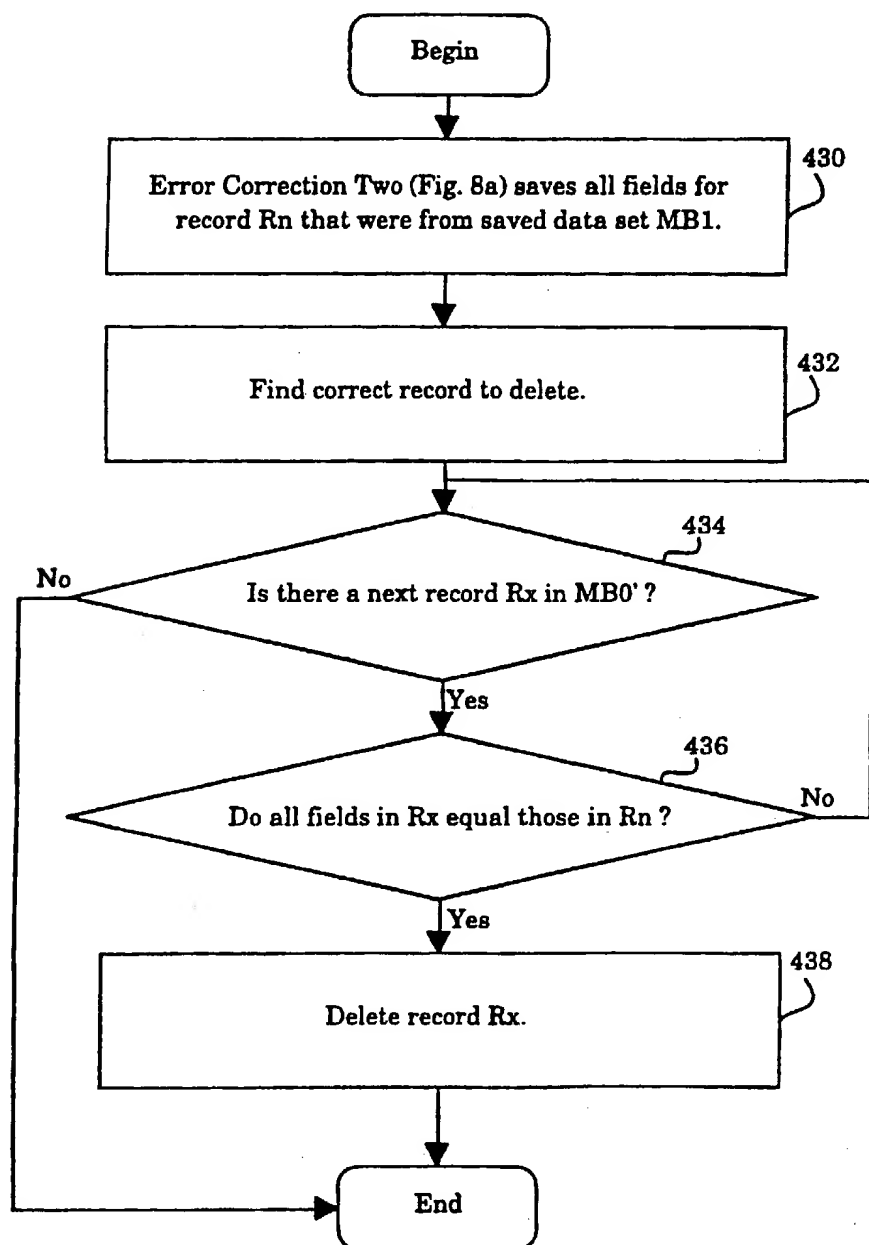 Begin
430
Error Correction Two (Fig. 8a) saves all fields for
record Rn that were from saved data set MB1.
432
Find correct record to delete.
434
No
Is there a next record Rx in MB0' ?
Yes
436
No
Do all fields in Rx equal those in Rn ?
Yes
438
Delete record Rx.
End